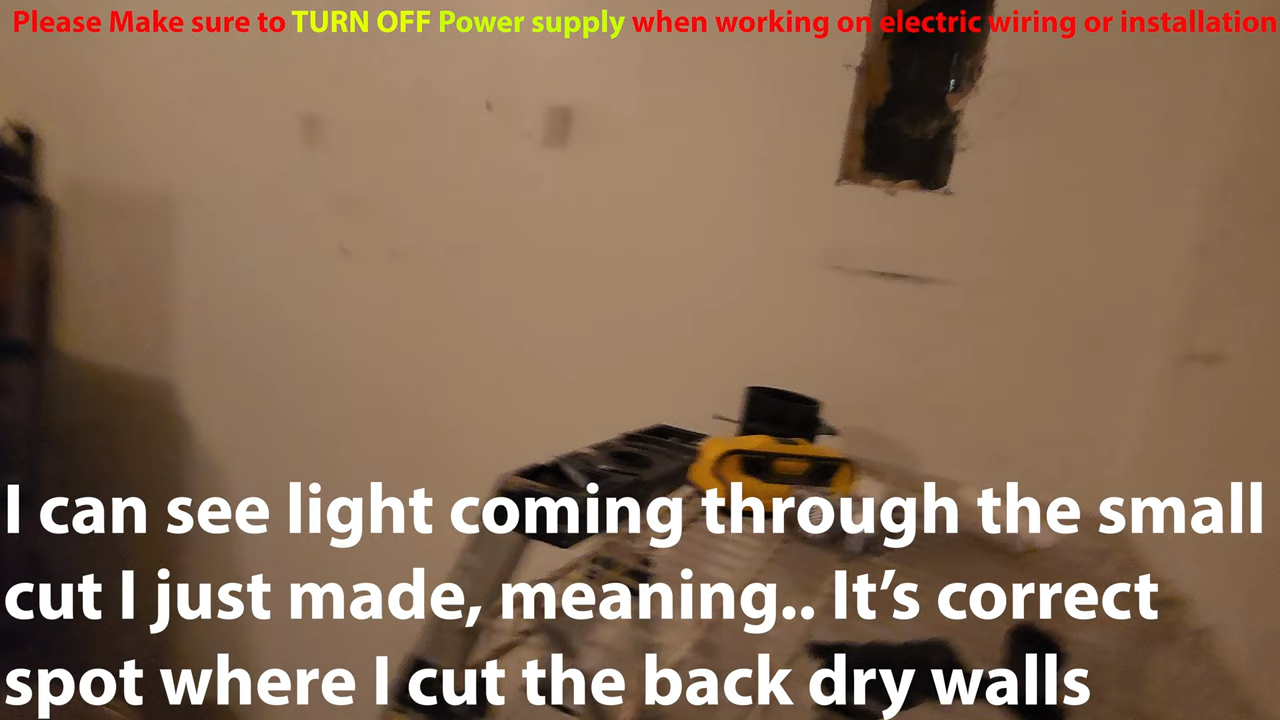 Please Make sure to TURN OFF Power supply when working on electric wiring or installation
I can see light coming through the small
cut I just made, meaning.. It’s correct
spot where I cut the back dry walls